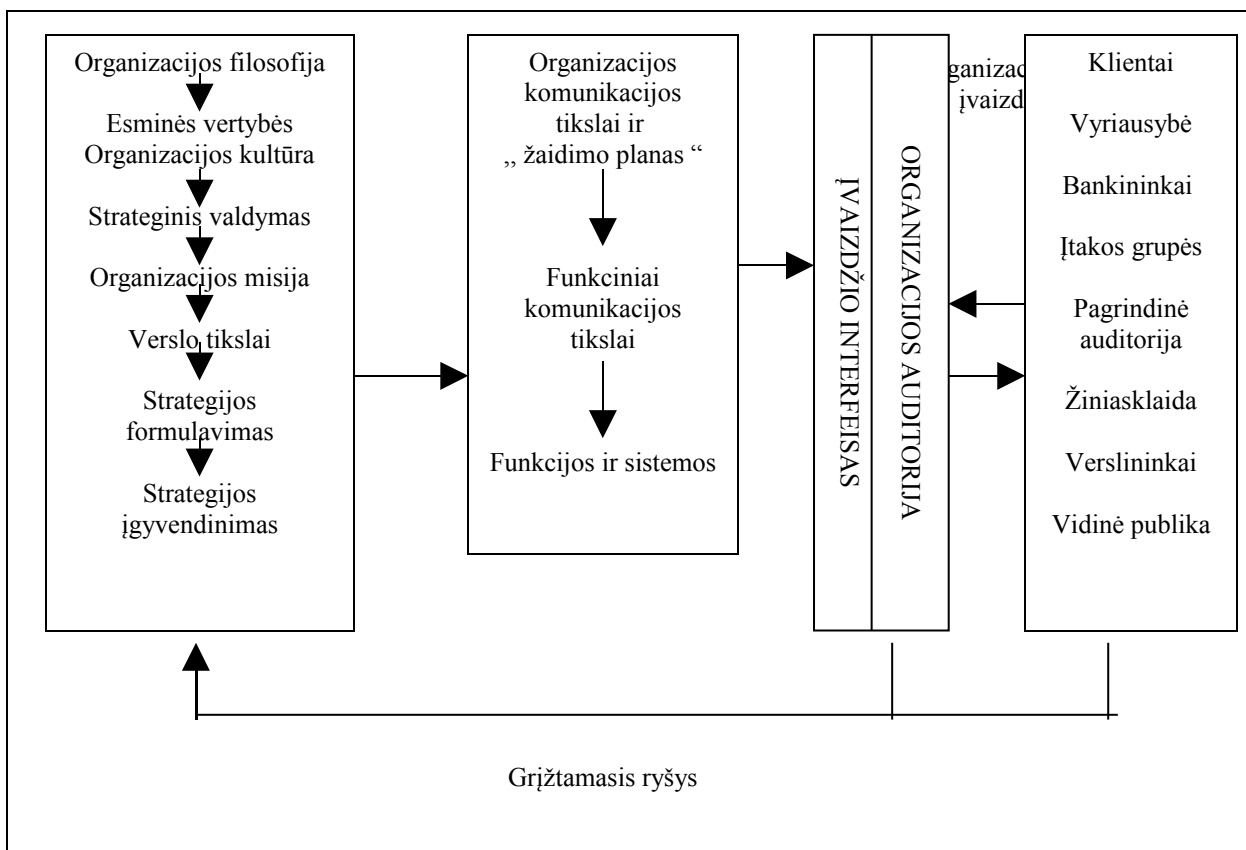 Organizacijos filosofija
Esminės vertybės
Organizacijos kultūra
Strateginis valdymas
Organizacijos misija
Verslo tikslai
Strategijos
formulavimas
Strategijos
įgyvendinimas
Organizacijos
komunikacijos
tikslai ir
,, žaidimo planas “
Funkciniai
komunikacijos
tikslai
Funkcijos ir sistemos
ĮVAIZDŽIO INTERFEISAS
ORGANIZACIJOS AUDITORIJA
Klientai
Vyriausybė
Bankininkai
Įtakos grupės
Pagrindinė
auditorija
Žiniasklaida
Verslininkai
Vidinė publika
Grįžtamasis ryšys